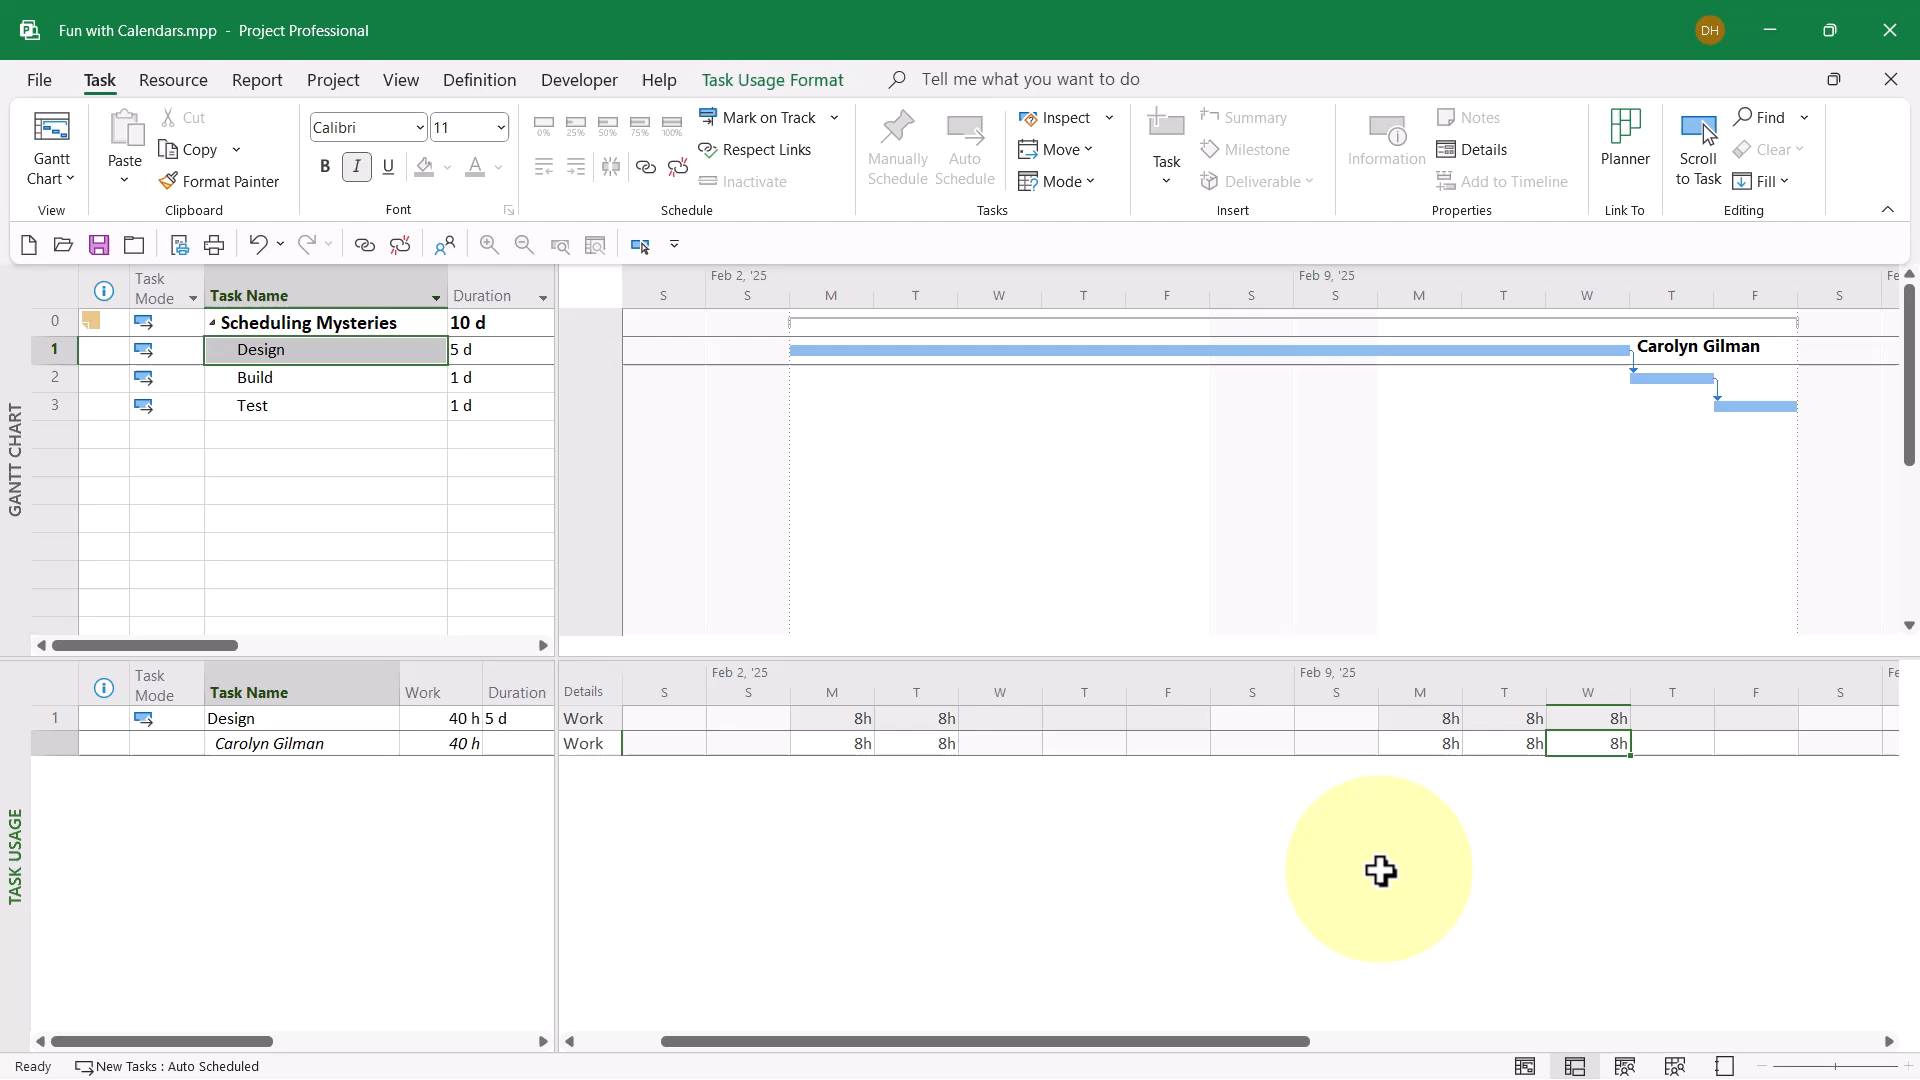 Fun with Calendars.mpp - Project Professional
DH
File Task Resource Report Project View Definition Developer Help Task Usage Format Tell me what you want to do
Gantt Chart
View
Paste
Cut
Copy
Format Painter
Clipboard
Calibri 11
B I U A
Font
0% 25% 50% 75% 100%
Mark on Track
Respect Links
Inactivate
Schedule
Manually Schedule
Auto Schedule
Inspect
Move
Mode
Tasks
Task
Summary
Milestone
Deliverable
Insert
Information
Notes
Details
Add to Timeline
Properties
Planner
Link To
Scroll to Task
Find
Clear
Fill
Editing
GANTT CHART
Task Mode Task Name Duration
Feb 2, '25 Feb 9, '25 Fe
S S M T W T F S S M T W T F S
0 Scheduling Mysteries 10 d
1 Design 5 d Carolyn Gilman
2 Build 1 d
3 Test 1 d
TASK USAGE
Task Mode Task Name Work Duration Details
Feb 2, '25 Feb 9, '25 Fe
S S M T W T F S S M T W T F S
1 Design 40 h 5 d Work 8h 8h 8h 8h 8h
Carolyn Gilman 40 h Work 8h 8h 8h 8h 8h
Ready New Tasks : Auto Scheduled